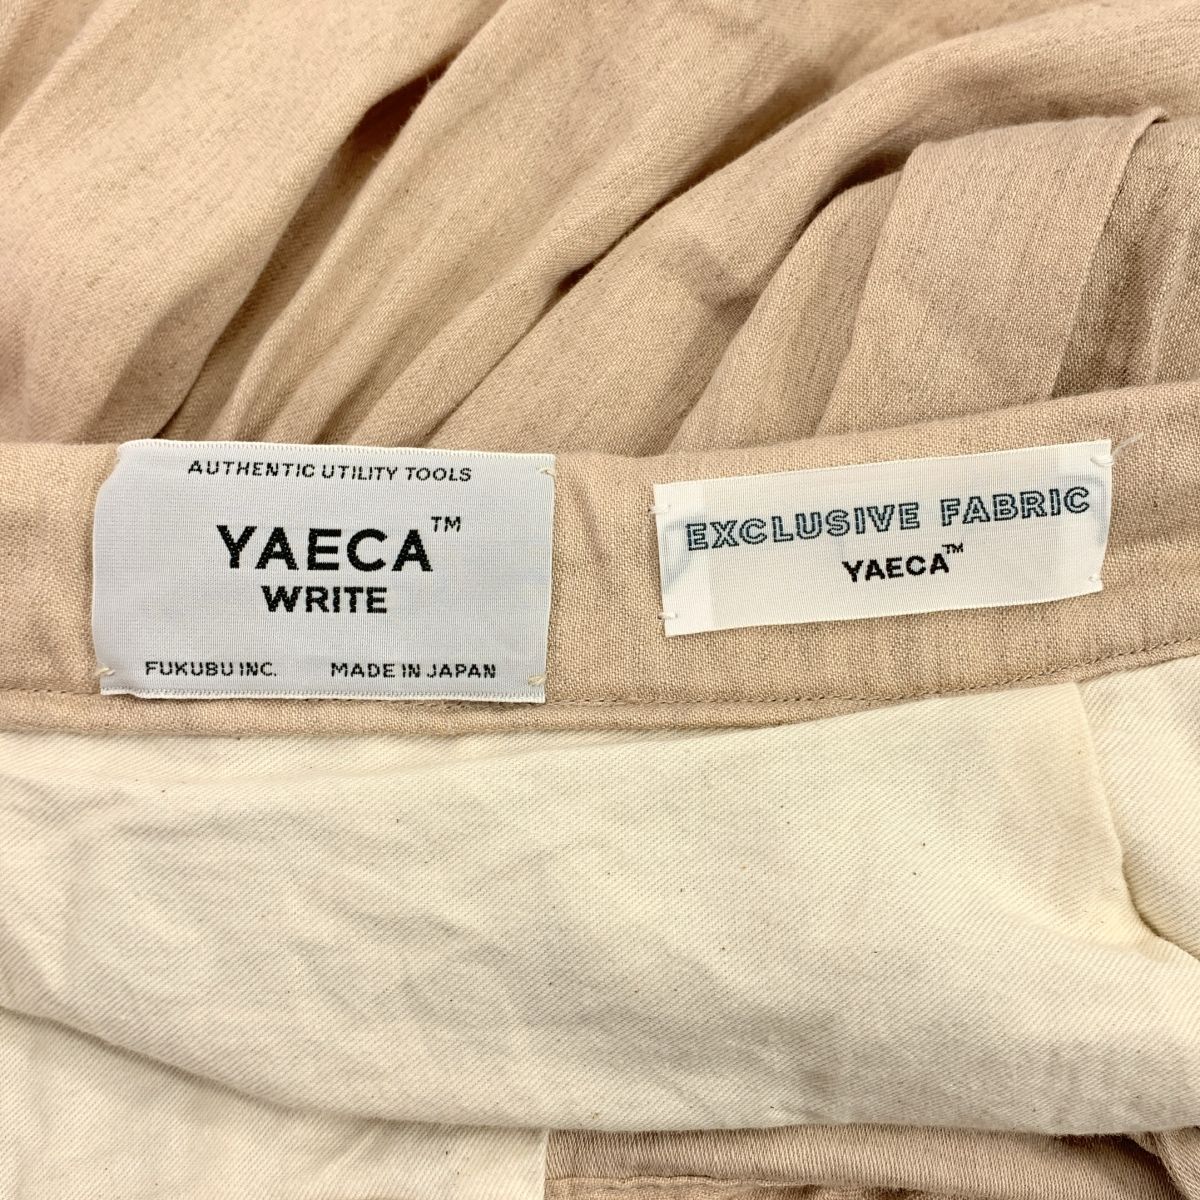 AUTHENTIC UTILITY TOOLS
YAECA™
WRITE
FUKUBU INC. MADE IN JAPAN
EXCLUSIVE FABRIC
YAECA™